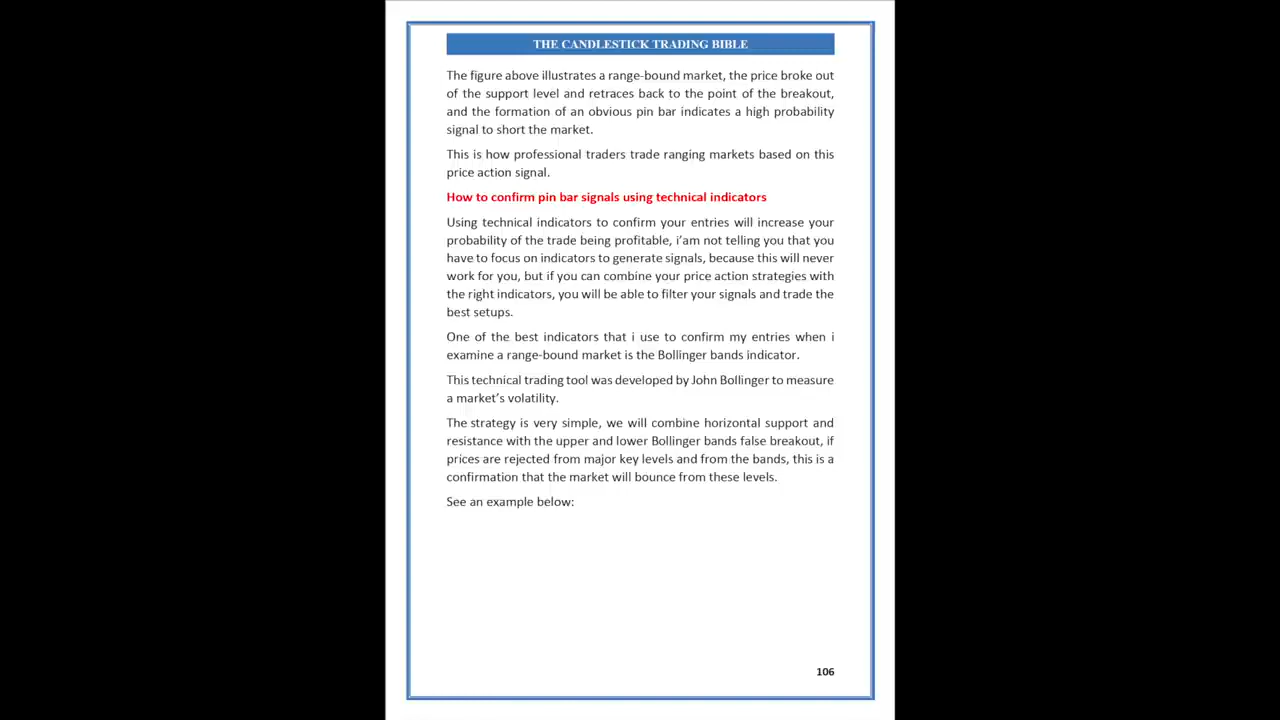 THE CANDLESTICK TRADING BIBLE
The figure above illustrates a range-bound market, the price broke out
of the support level and retraces back to the point of the breakout,
and the formation of an obvious pin bar indicates a high probability
signal to short the market.
This is how professional traders trade ranging markets based on this
price action signal.
How to confirm pin bar signals using technical indicators
Using technical indicators to confirm your entries will increase your
probability of the trade being profitable, i’am not telling you that you
have to focus on indicators to generate signals, because this will never
work for you, but if you can combine your price action strategies with
the right indicators, you will be able to filter your signals and trade the
best setups.
One of the best indicators that i use to confirm my entries when i
examine a range-bound market is the Bollinger bands indicator.
This technical trading tool was developed by John Bollinger to measure
a market’s volatility.
The strategy is very simple, we will combine horizontal support and
resistance with the upper and lower Bollinger bands false breakout, if
prices are rejected from major key levels and from the bands, this is a
confirmation that the market will bounce from these levels.
See an example below:
106